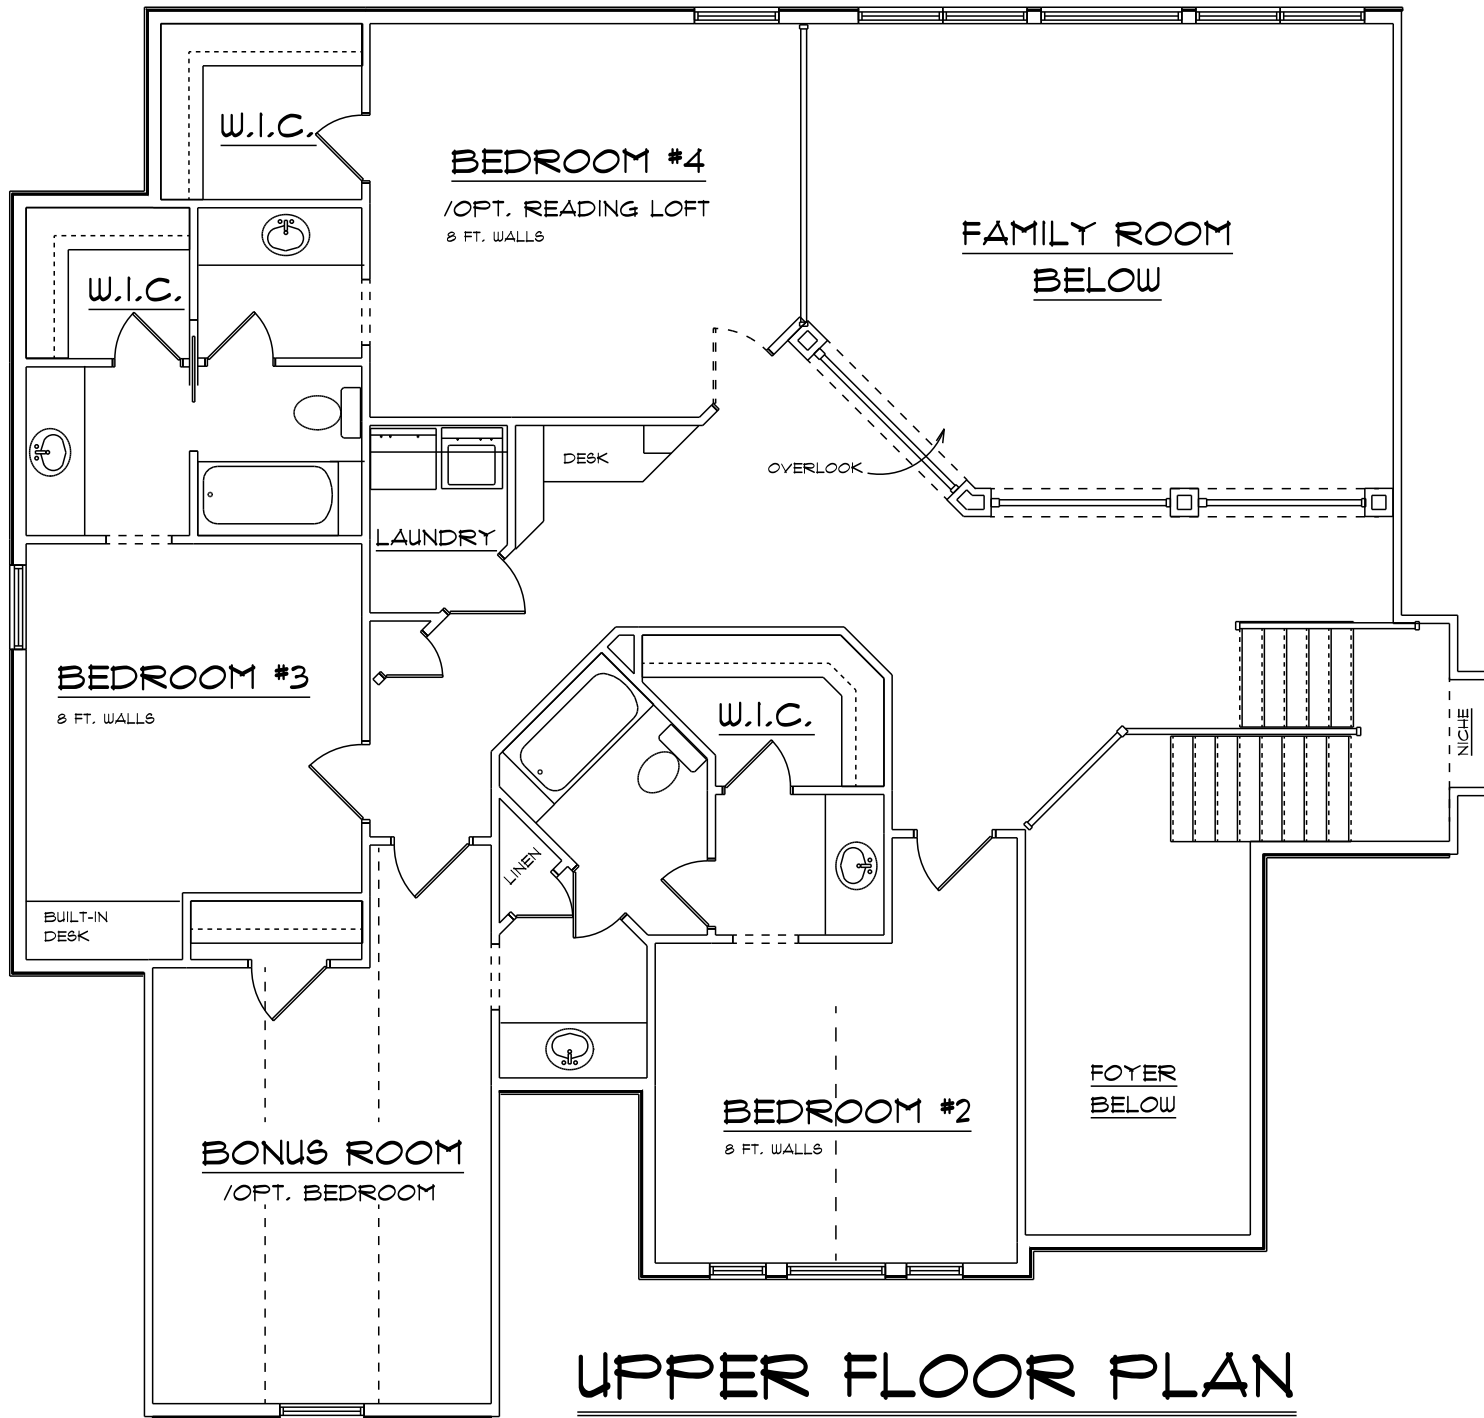 W.I.C.
BEDROOM #4
/OPT. READING LOFT
8 FT. WALLS
FAMILY ROOM
BELOW
W.I.C.
DESK
OVERLOOK
LAUNDRY
BEDROOM #3
8 FT. WALLS
W.I.C.
NICHE
LINEN
BUILT-IN
DESK
FOYER
BELOW
BEDROOM #2
8 FT. WALLS
BONUS ROOM
/OPT. BEDROOM
UPPER FLOOR PLAN